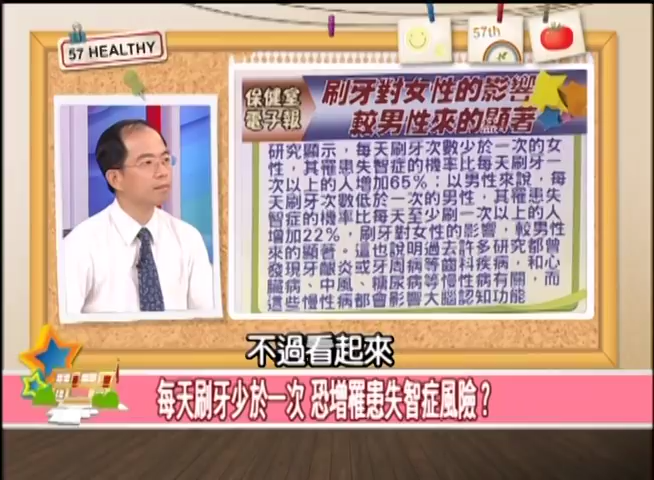 57 HEALTHY
57th
保健室
電子報
刷牙對女性的影響
較男性來的顯著
研究顯示，每天刷牙次數少於一次的女
性，其罹患失智症的機率比每天刷牙一
次以上的人增加65%；以男性來說，每
天刷牙次數低於一次的男性，其罹患失
智症的機率比每天至少刷一次以上的人
增加22%，刷牙對女性的影響，較男性
來的顯著。這也說明過去許多研究都曾
發現牙齦炎或牙周病等齒科疾病，和心
臟病、中風、糖尿病等慢性病有關，而
這些慢性病都會影響大腦認知功能
不過看起來
每天刷牙少於一次 恐增罹患失智症風險？